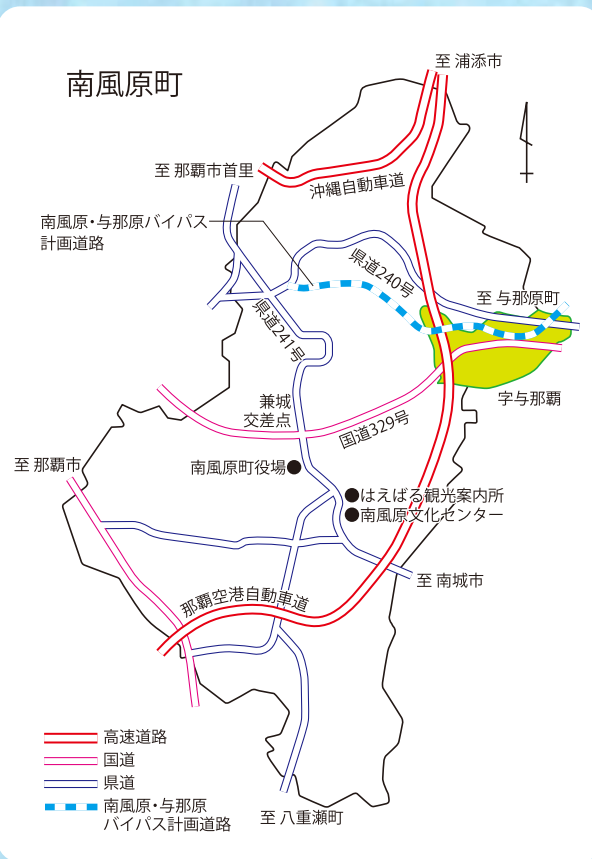 至 浦添市
南風原町
至 那覇市首里
沖縄自動車道
南風原・与那原バイパス
計画道路
県道240号
至 与那原町
県道241号
字与那覇
兼城
交差点
国道329号
至 那覇市
南風原町役場
はえばる観光案内所
南風原文化センター
至 南城市
那覇空港自動車道
高速道路
国道
県道
南風原・与那原
バイパス計画道路
至 八重瀬町